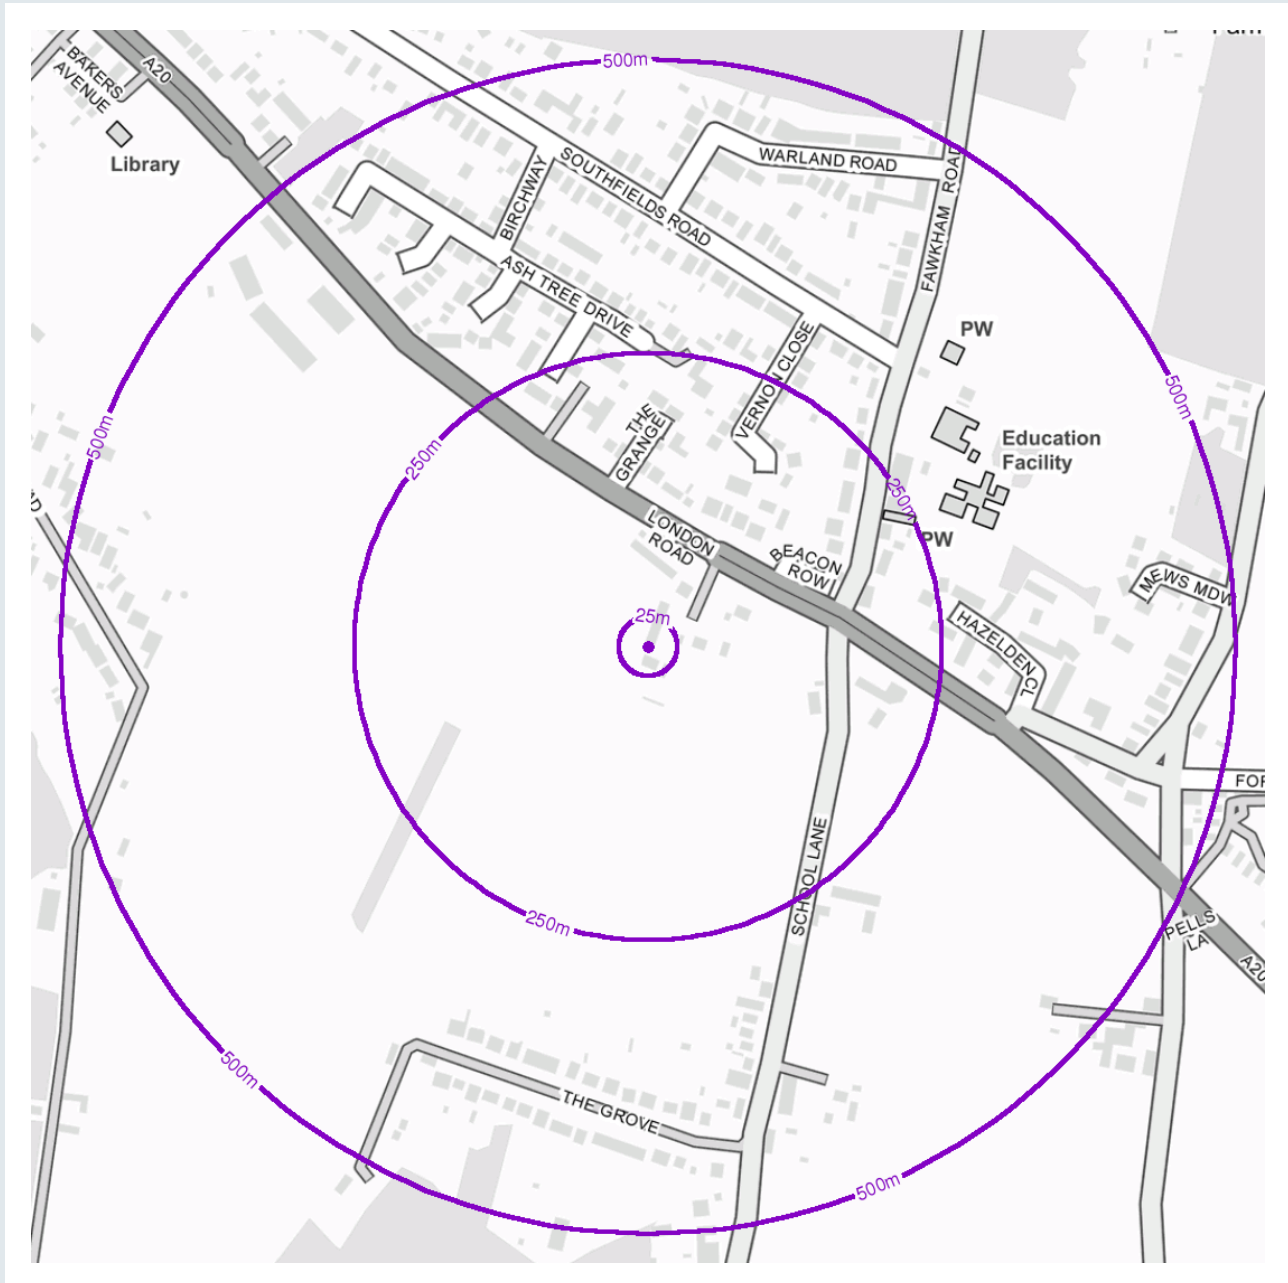 500m
BAKERS
AVENUE
A20
Library
WARLAND ROAD
SOUTHFIELDS ROAD
BIRCHWAY
FAWKHAM ROAD
ASH TREE DRIVE
PW
VERNON CLOSE
500m
500m
THE
GRANGE
250m
Education
Facility
250m
PW
LONDON
ROAD
BEACON
ROW
MEWS MDW
HAZELDEN CL
25m
FOR
SCHOOL LANE
250m
PELLS
LA
A20
500m
THE GROVE
500m